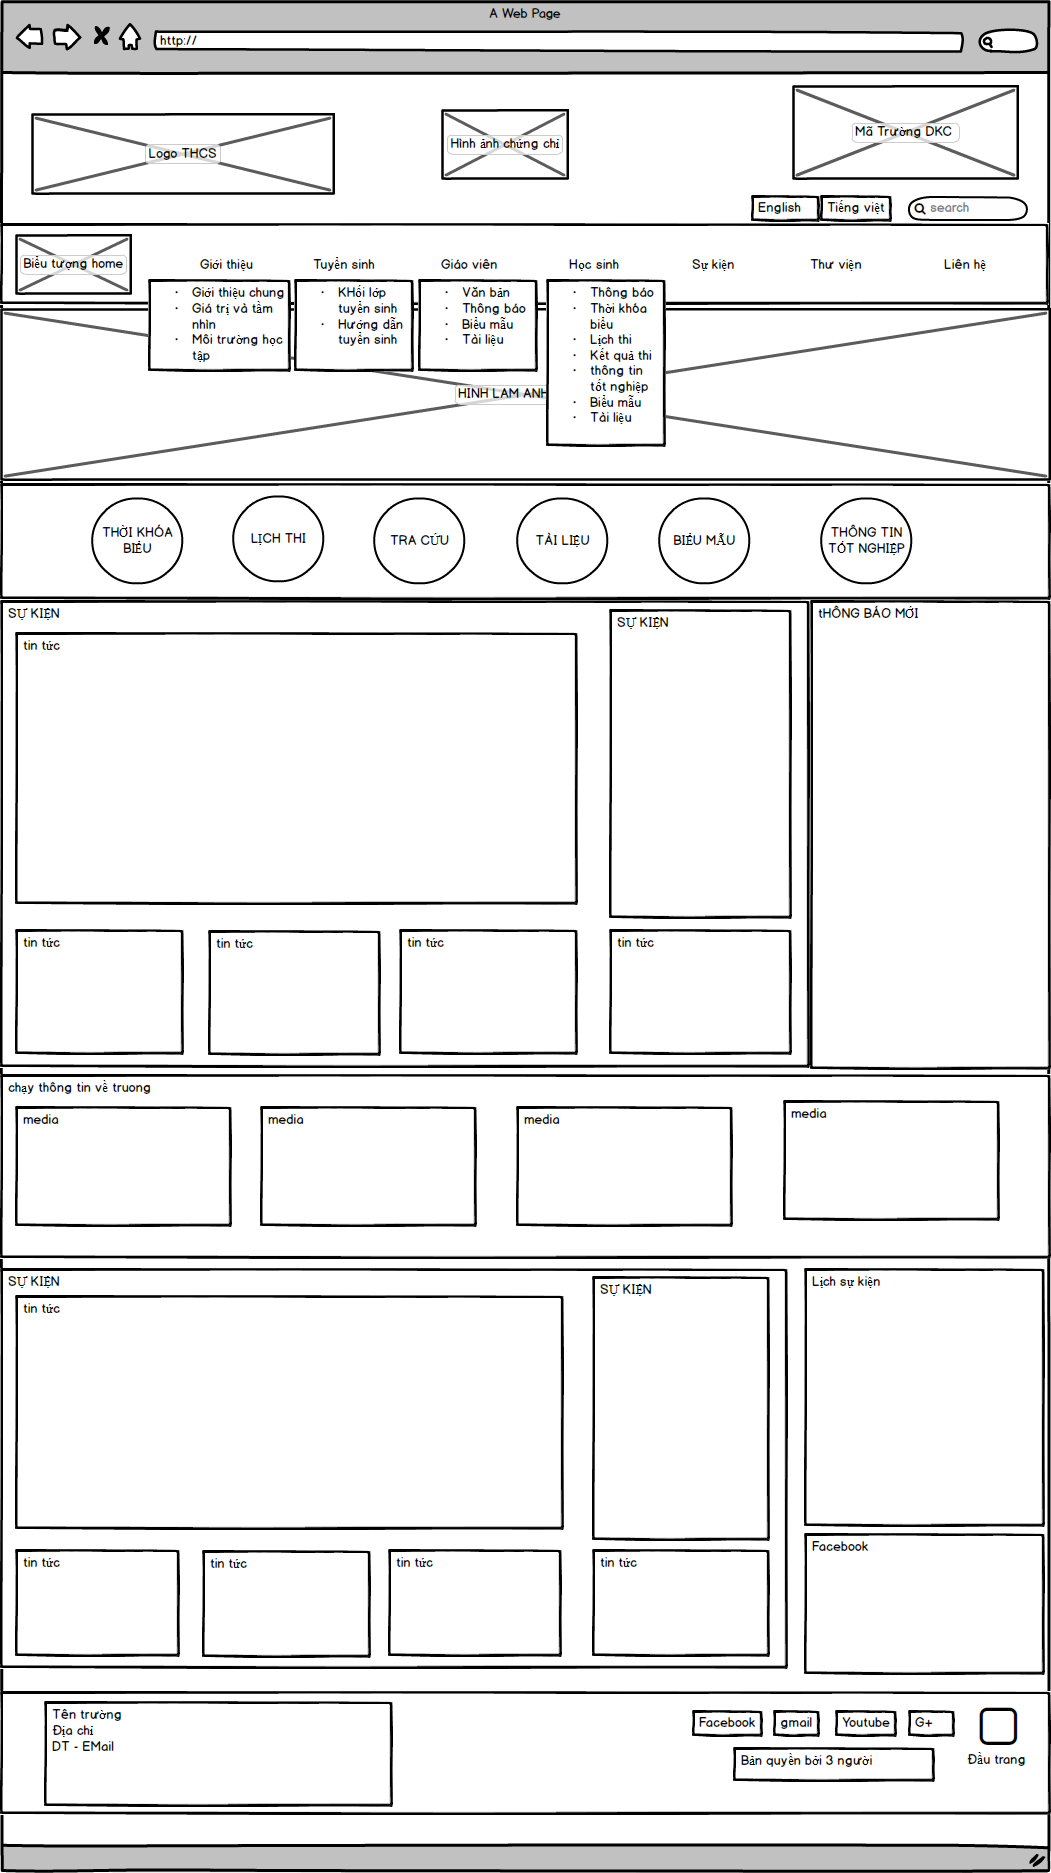 A Web Page
http://
Logo THCS
Hình ảnh chứng chỉ
Mã Trường DKC
English
Tiếng việt
search
Biểu tượng home
Giới thiệu
Tuyển sinh
Giáo viên
Học sinh
Sự kiện
Thư viện
Liên hệ
• Giới thiệu chung
• Giá trị và tầm
nhìn
• Môi trường học
tập
• KHối lớp
tuyển sinh
• Hướng dẫn
tuyển sinh
• Văn bản
• Thông báo
• Biểu mẫu
• Tài liệu
• Thông báo
• Thời khóa
biểu
• Lịch thi
• Kết quả thi
• thông tin
tốt nghiệp
• Biểu mẫu
• Tài liệu
HINH LAM ANH
THỜI KHÓA
BIỂU
LỊCH THI
TRA CỨU
TÀI LIỆU
BIỂU MẪU
THÔNG TIN
TỐT NGHIỆP
SỰ KIỆN
tin tức
SỰ KIỆN
tHÔNG BÁO MỚI
tin tức
tin tức
tin tức
tin tức
chạy thông tin về truong
media
media
media
media
SỰ KIỆN
tin tức
SỰ KIỆN
Lịch sự kiện
Facebook
tin tức
tin tức
tin tức
tin tức
Tên trường
Địa chỉ
DT - EMail
Facebook
gmail
Youtube
G+
Bản quyền bởi 3 người
Đầu trang